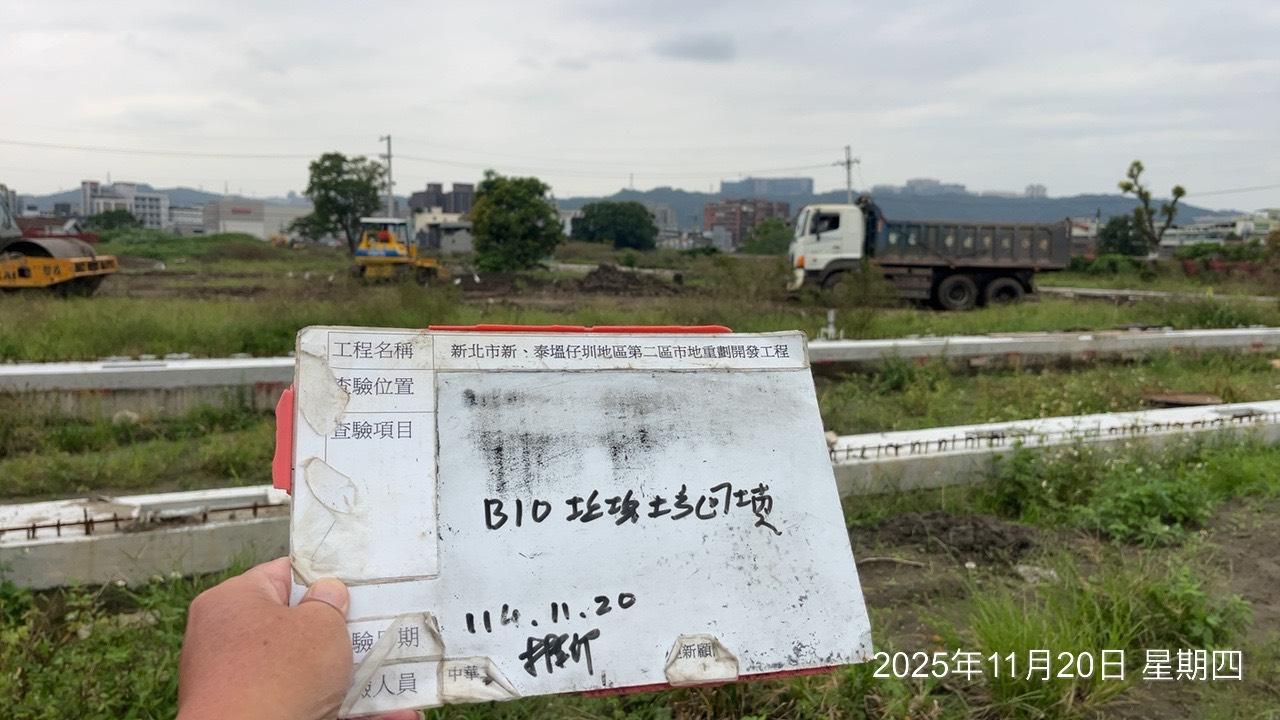 工程名稱 新北市新、泰塭仔圳地區第二區市地重劃開發工程
查驗位置
查驗項目
B10
114.11.20
驗日期
人員 中華
新顧
2025年11月20日 星期四